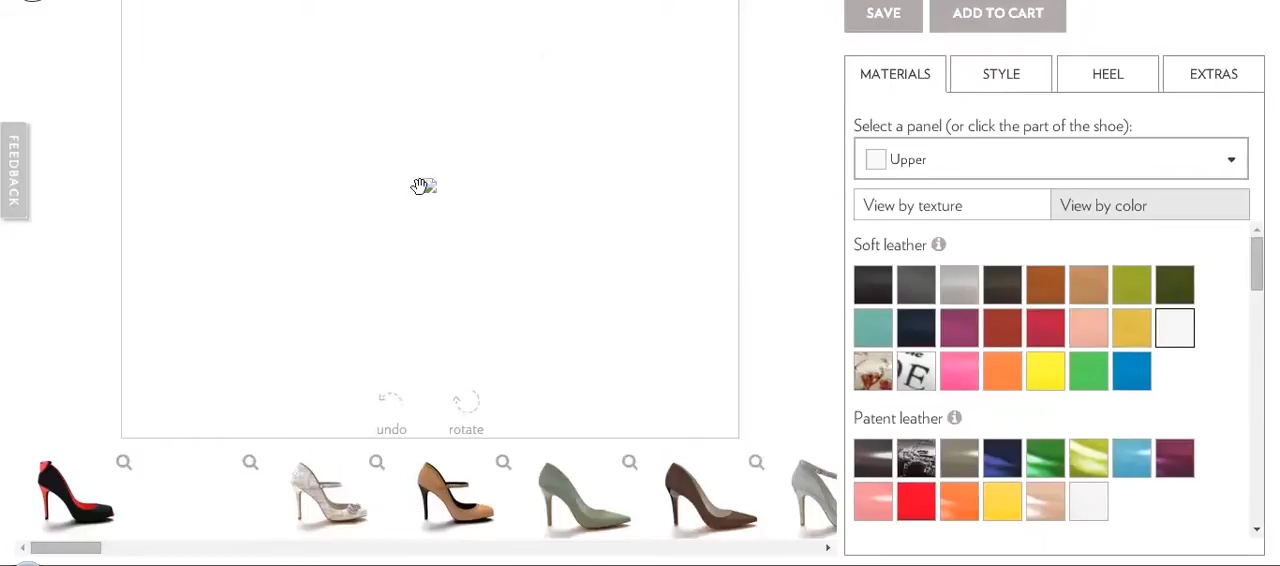 SAVE
ADD TO CART
MATERIALS
STYLE
HEEL
EXTRAS
Select a panel (or click the part of the shoe):
Upper
View by texture
View by color
Soft leather
Patent leather
FEEDBACK
undo
rotate